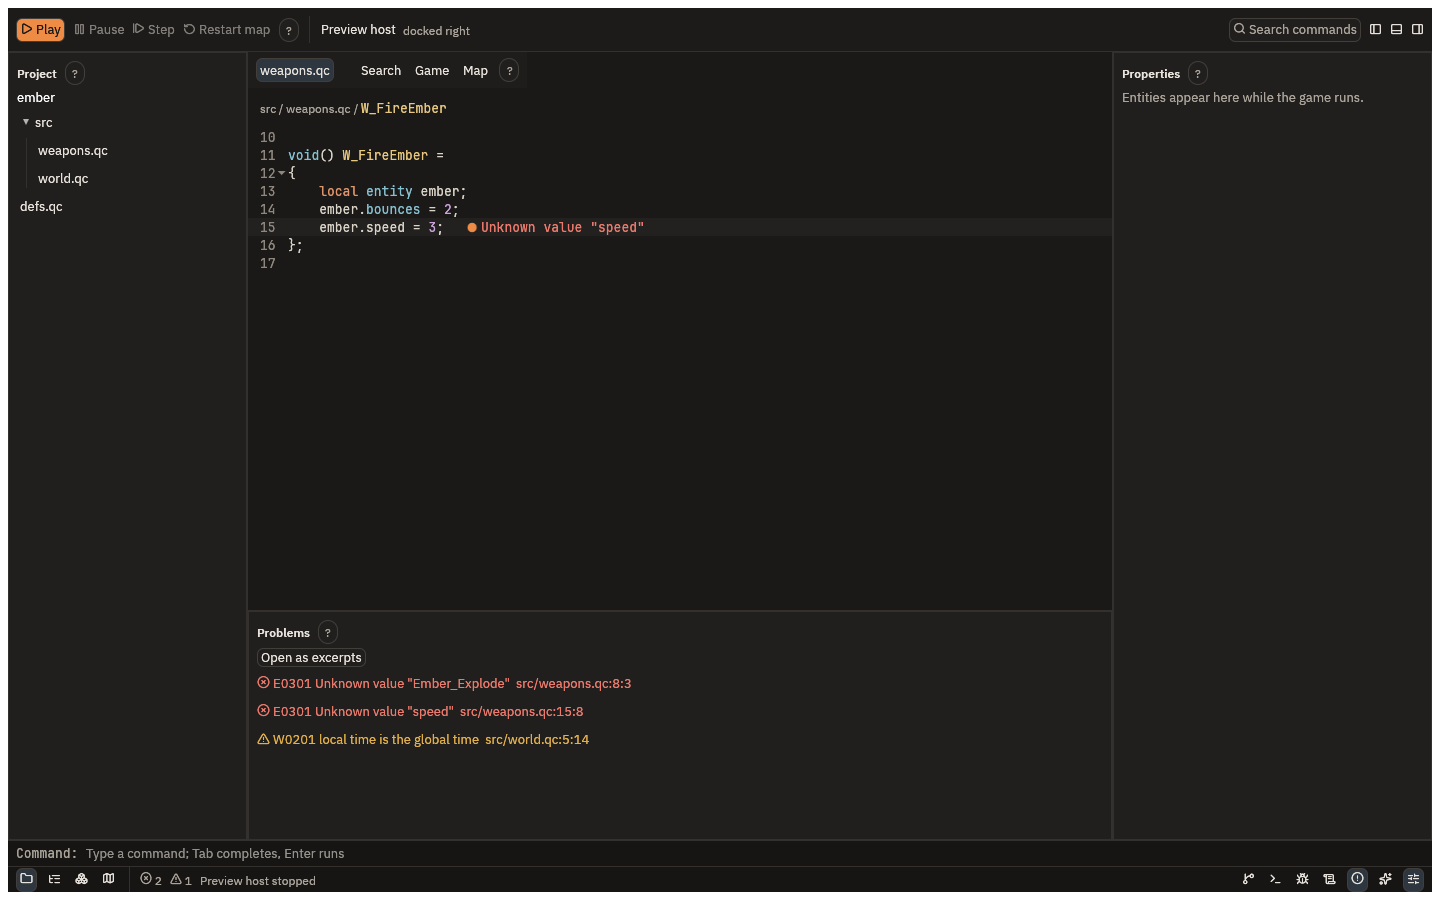 Play Pause Step Restart map ? Preview host docked right Search commands
Project ?
ember
src
weapons.qc
world.qc
defs.qc
weapons.qc Search Game Map ?
src / weapons.qc / W_FireEmber
10
11 void() W_FireEmber =
12 {
13 local entity ember;
14 ember.bounces = 2;
15 ember.speed = 3; Unknown value "speed"
16 };
17
Problems ?
Open as excerpts
E0301 Unknown value "Ember_Explode" src/weapons.qc:8:3
E0301 Unknown value "speed" src/weapons.qc:15:8
W0201 local time is the global time src/world.qc:5:14
Properties ?
Entities appear here while the game runs.
Command: Type a command; Tab completes, Enter runs
2 1 Preview host stopped